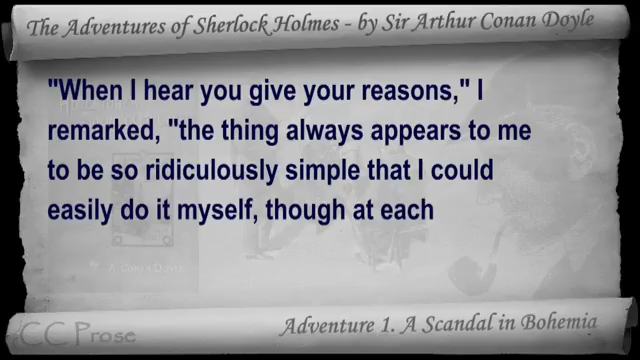 The Adventures of Sherlock Holmes - by Sir Arthur Conan Doyle
"When I hear you give your reasons," I
remarked, "the thing always appears to me
to be so ridiculously simple that I could
easily do it myself, though at each
Adventure 1. A Scandal in Bohemia
CC Prose